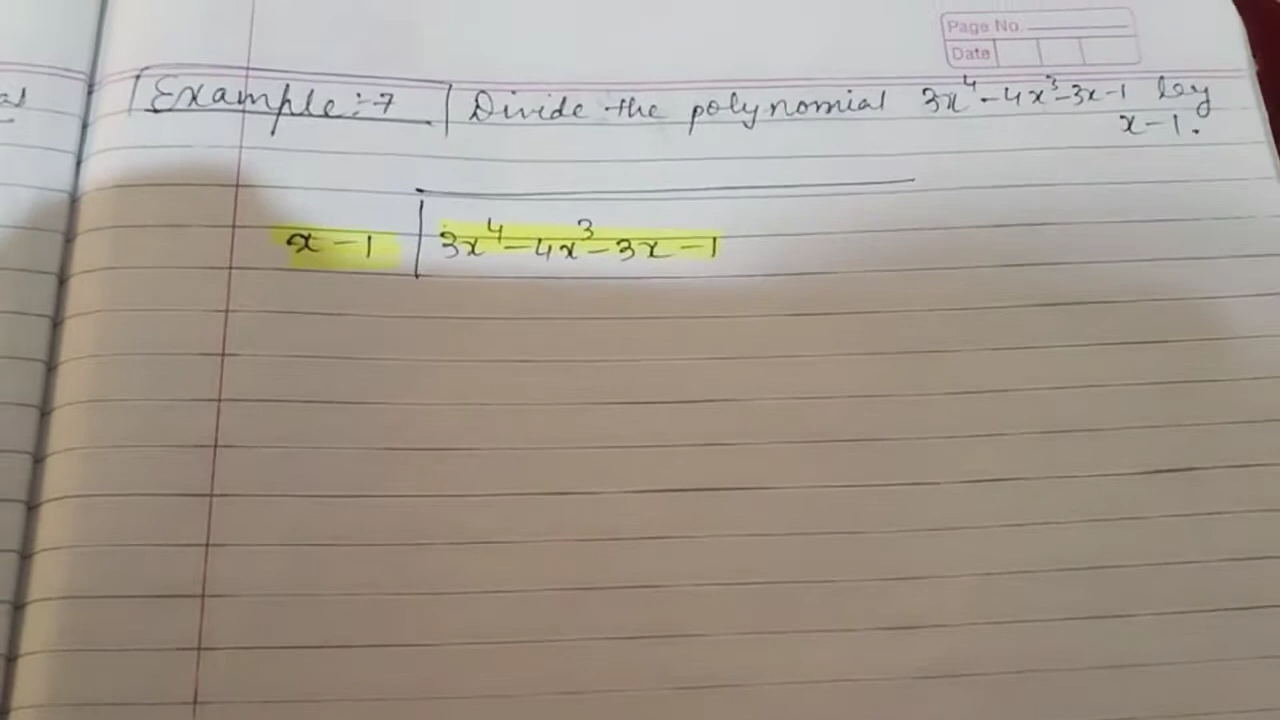 Page No.
Date
Example:-7 Divide the polynomial 3x⁴-4x³-3x-1 by
x-1.
x-1 3x⁴-4x³-3x-1